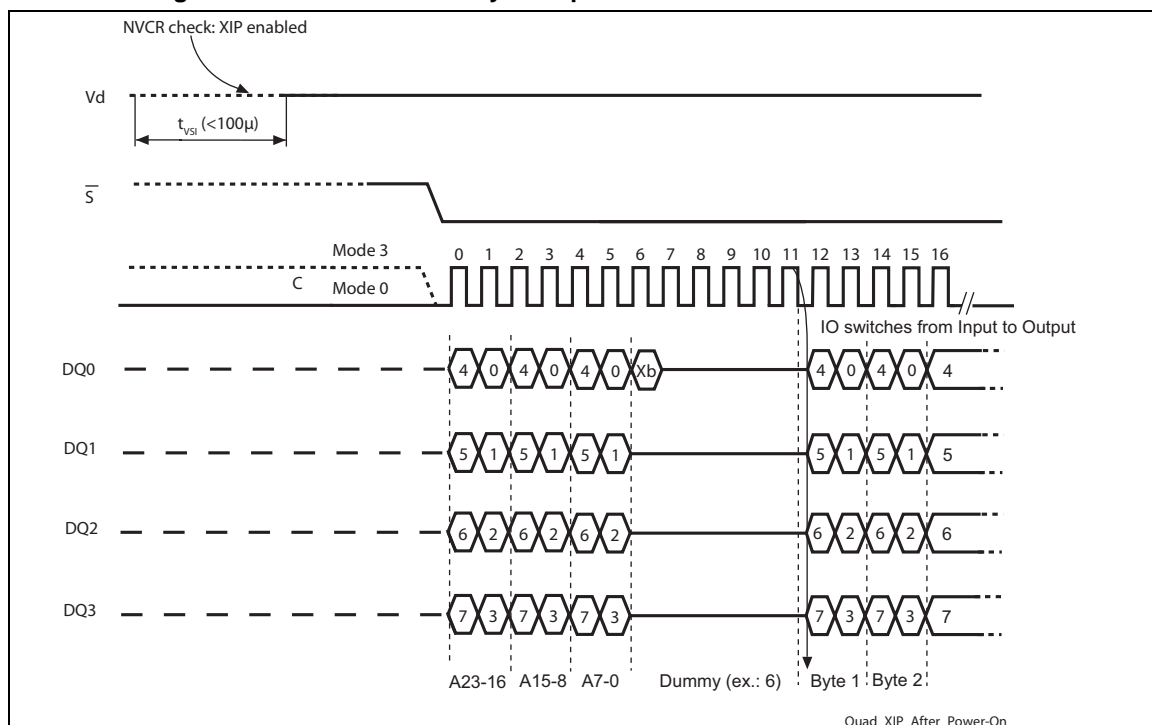 NVCR check: XIP enabled
Vd
tVSI (<100µ)
S
Mode 3
C
Mode 0
0 1 2 3 4 5 6 7 8 9 10 11 12 13 14 15 16
IO switches from Input to Output
DQ0 4 0 4 0 4 0 Xb 4 0 4 0 4
DQ1 5 1 5 1 5 1 5 1 5 1 5
DQ2 6 2 6 2 6 2 6 2 6 2 6
DQ3 7 3 7 3 7 3 7 3 7 3 7
A23-16 A15-8 A7-0 Dummy (ex.: 6) Byte 1 Byte 2
Quad_XIP_After_Power-On